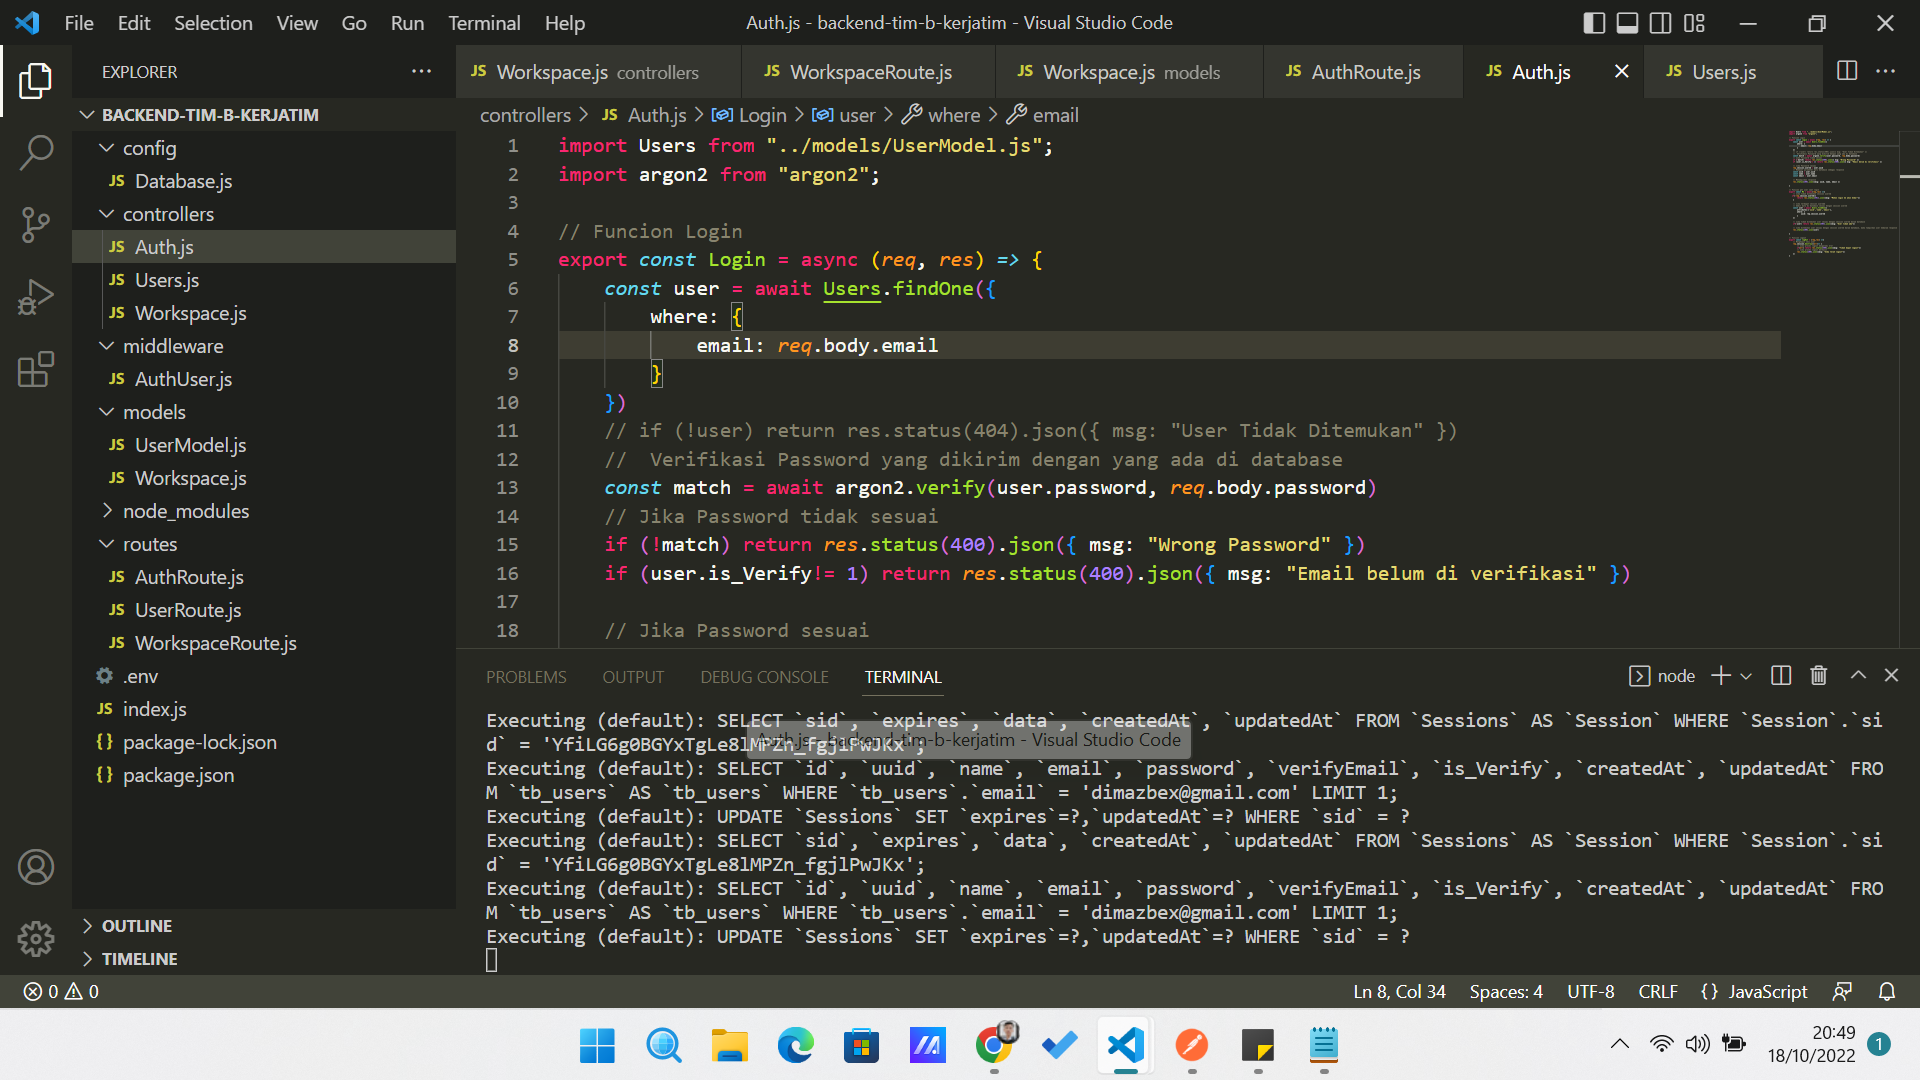 File Edit Selection View Go Run Terminal Help
Auth.js - backend-tim-b-kerjatim - Visual Studio Code
EXPLORER
BACKEND-TIM-B-KERJATIM
config
JS Database.js
controllers
JS Auth.js
JS Users.js
JS Workspace.js
middleware
JS AuthUser.js
models
JS UserModel.js
JS Workspace.js
node_modules
routes
JS AuthRoute.js
JS UserRoute.js
JS WorkspaceRoute.js
.env
JS index.js
{} package-lock.json
{} package.json
OUTLINE
TIMELINE
JS Workspace.js controllers JS WorkspaceRoute.js JS Workspace.js models JS AuthRoute.js JS Auth.js JS Users.js
controllers > JS Auth.js > Login > user > where > email
1 import Users from "../models/UserModel.js";
2 import argon2 from "argon2";
3
4 // Funcion Login
5 export const Login = async (req, res) => {
6 const user = await Users.findOne({
7 where: {
8 email: req.body.email
9 }
10 })
11 // if (!user) return res.status(404).json({ msg: "User Tidak Ditemukan" })
12 // Verifikasi Password yang dikirim dengan yang ada di database
13 const match = await argon2.verify(user.password, req.body.password)
14 // Jika Password tidak sesuai
15 if (!match) return res.status(400).json({ msg: "Wrong Password" })
16 if (user.is_Verify!= 1) return res.status(400).json({ msg: "Email belum di verifikasi" })
17
18 // Jika Password sesuai
PROBLEMS OUTPUT DEBUG CONSOLE TERMINAL
node
Executing (default): SELECT `sid`, `expires`, `data`, `createdAt`, `updatedAt` FROM `Sessions` AS `Session` WHERE `Session`.`si
d` = 'YfiLG6g0BGYxTgLe8lMPZn_fgjlPwJKx';
Auth.js - backend-tim-b-kerjatim - Visual Studio Code
Executing (default): SELECT `id`, `uuid`, `name`, `email`, `password`, `verifyEmail`, `is_Verify`, `createdAt`, `updatedAt` FRO
M `tb_users` AS `tb_users` WHERE `tb_users`.`email` = 'dimazbex@gmail.com' LIMIT 1;
Executing (default): UPDATE `Sessions` SET `expires`=?,`updatedAt`=? WHERE `sid` = ?
Executing (default): SELECT `sid`, `expires`, `data`, `createdAt`, `updatedAt` FROM `Sessions` AS `Session` WHERE `Session`.`si
d` = 'YfiLG6g0BGYxTgLe8lMPZn_fgjlPwJKx';
Executing (default): SELECT `id`, `uuid`, `name`, `email`, `password`, `verifyEmail`, `is_Verify`, `createdAt`, `updatedAt` FRO
M `tb_users` AS `tb_users` WHERE `tb_users`.`email` = 'dimazbex@gmail.com' LIMIT 1;
Executing (default): UPDATE `Sessions` SET `expires`=?,`updatedAt`=? WHERE `sid` = ?
0 0
Ln 8, Col 34 Spaces: 4 UTF-8 CRLF {} JavaScript
20:49
18/10/2022
1